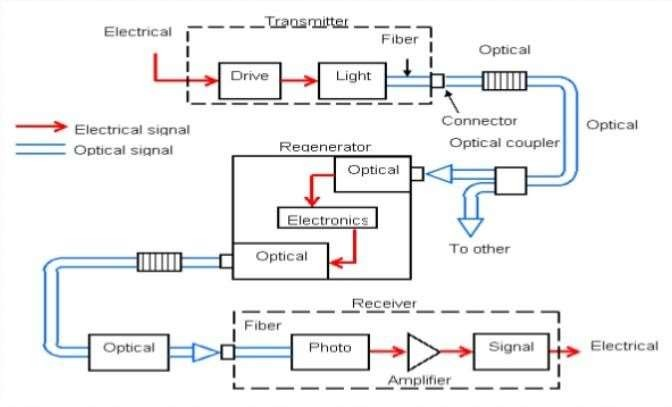 Transmitter
Electrical
Fiber
Optical
Drive
Light
Connector
Optical
Electrical signal
Optical signal
Optical coupler
Regenerator
Optical
Electronics
To other
Optical
Receiver
Fiber
Optical
Photo
Signal
Electrical
Amplifier